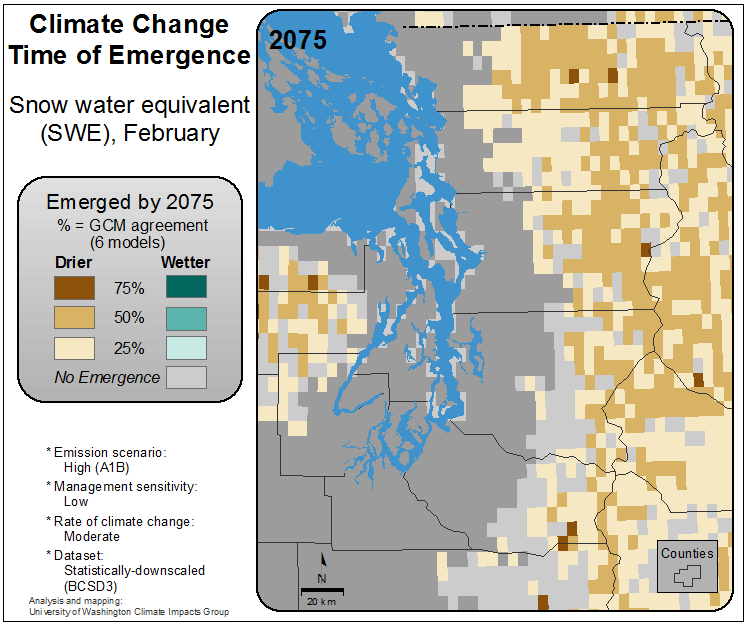 Climate Change
Time of Emergence
Snow water equivalent
(SWE), February
Emerged by 2075
% = GCM agreement
(6 models)
Drier Wetter
75%
50%
25%
No Emergence
* Emission scenario:
High (A1B)
* Management sensitivity:
Low
* Rate of climate change:
Moderate
* Dataset:
Statistically-downscaled
(BCSD3)
Analysis and mapping:
University of Washington Climate Impacts Group
2075
N
20 km
Counties